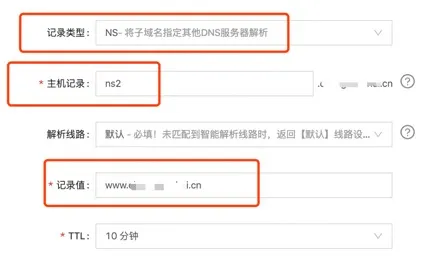 记录类型： NS- 将子域名指定其他DNS服务器解析
* 主机记录： ns2 .cn
解析线路： 默认 - 必填！未匹配到智能解析线路时，返回【默认】线路设...
* 记录值： www. i.cn
* TTL： 10 分钟